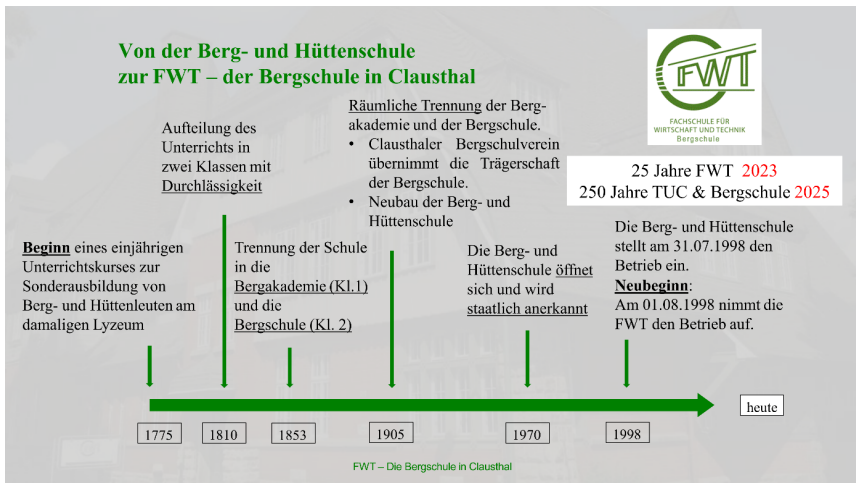 Von der Berg- und Hüttenschule
zur FWT – der Bergschule in Clausthal
FWT
FACHSCHULE FÜR
WIRTSCHAFT UND TECHNIK
Bergschule
25 Jahre FWT 2023
250 Jahre TUC & Bergschule 2025
Beginn eines einjährigen
Unterrichtskurses zur
Sonderausbildung von
Berg- und Hüttenleuten am
damaligen Lyzeum
Aufteilung des
Unterrichts in
zwei Klassen mit
Durchlässigkeit
Trennung der Schule
in die
Bergakademie (Kl.1)
und die
Bergschule (Kl. 2)
Räumliche Trennung der Berg-
akademie und der Bergschule.
• Clausthaler Bergschulverein
übernimmt die Trägerschaft
der Bergschule.
• Neubau der Berg- und
Hüttenschule
Die Berg- und
Hüttenschule öffnet
sich und wird
staatlich anerkannt
Die Berg- und Hüttenschule
stellt am 31.07.1998 den
Betrieb ein.
Neubeginn:
Am 01.08.1998 nimmt die
FWT den Betrieb auf.
heute
1775
1810
1853
1905
1970
1998
FWT – Die Bergschule in Clausthal